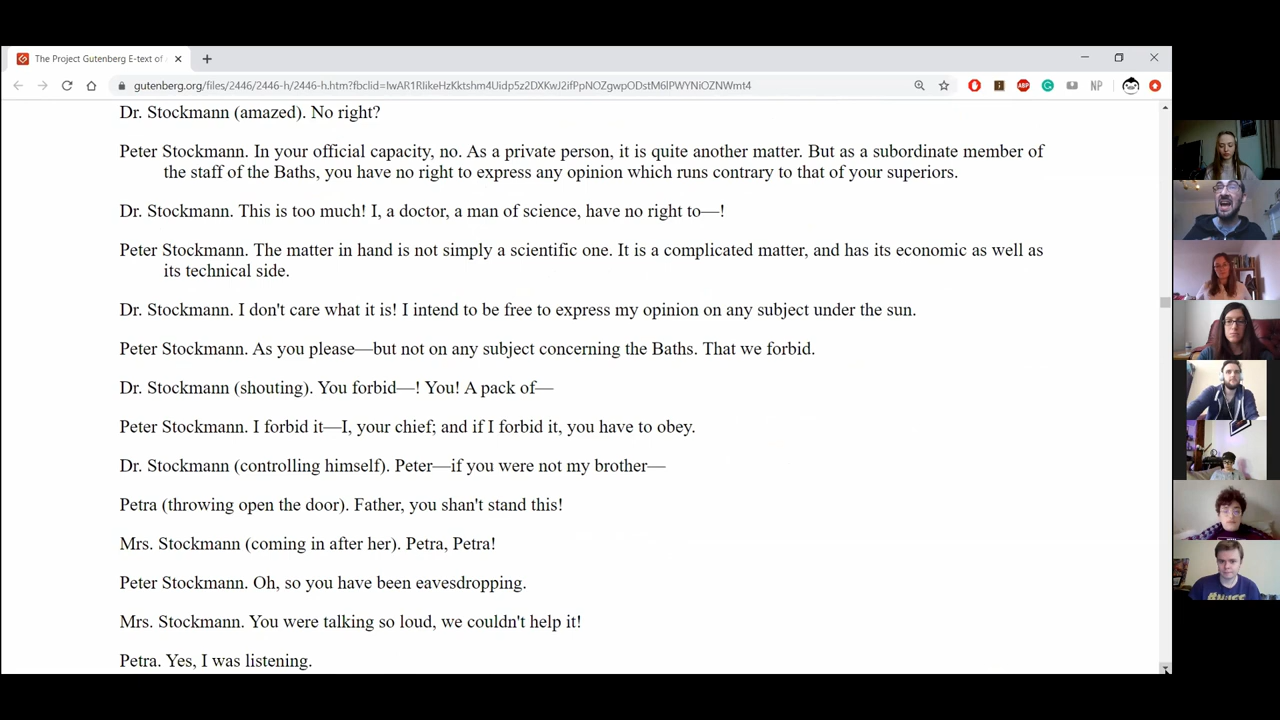 The Project Gutenberg E-text of
gutenberg.org/files/2446/2446-h/2446-h.htm?fbclid=IwAR1RIikeHzKktshm4Uidp5z2DXKwJ2ifPpNOZgwpODstM6lPWYNiOZNWmt4
ABP
NP
Dr. Stockmann (amazed). No right?
Peter Stockmann. In your official capacity, no. As a private person, it is quite another matter. But as a subordinate member of
the staff of the Baths, you have no right to express any opinion which runs contrary to that of your superiors.
Dr. Stockmann. This is too much! I, a doctor, a man of science, have no right to—!
Peter Stockmann. The matter in hand is not simply a scientific one. It is a complicated matter, and has its economic as well as
its technical side.
Dr. Stockmann. I don't care what it is! I intend to be free to express my opinion on any subject under the sun.
Peter Stockmann. As you please—but not on any subject concerning the Baths. That we forbid.
Dr. Stockmann (shouting). You forbid—! You! A pack of—
Peter Stockmann. I forbid it—I, your chief; and if I forbid it, you have to obey.
Dr. Stockmann (controlling himself). Peter—if you were not my brother—
Petra (throwing open the door). Father, you shan't stand this!
Mrs. Stockmann (coming in after her). Petra, Petra!
Peter Stockmann. Oh, so you have been eavesdropping.
Mrs. Stockmann. You were talking so loud, we couldn't help it!
Petra. Yes, I was listening.